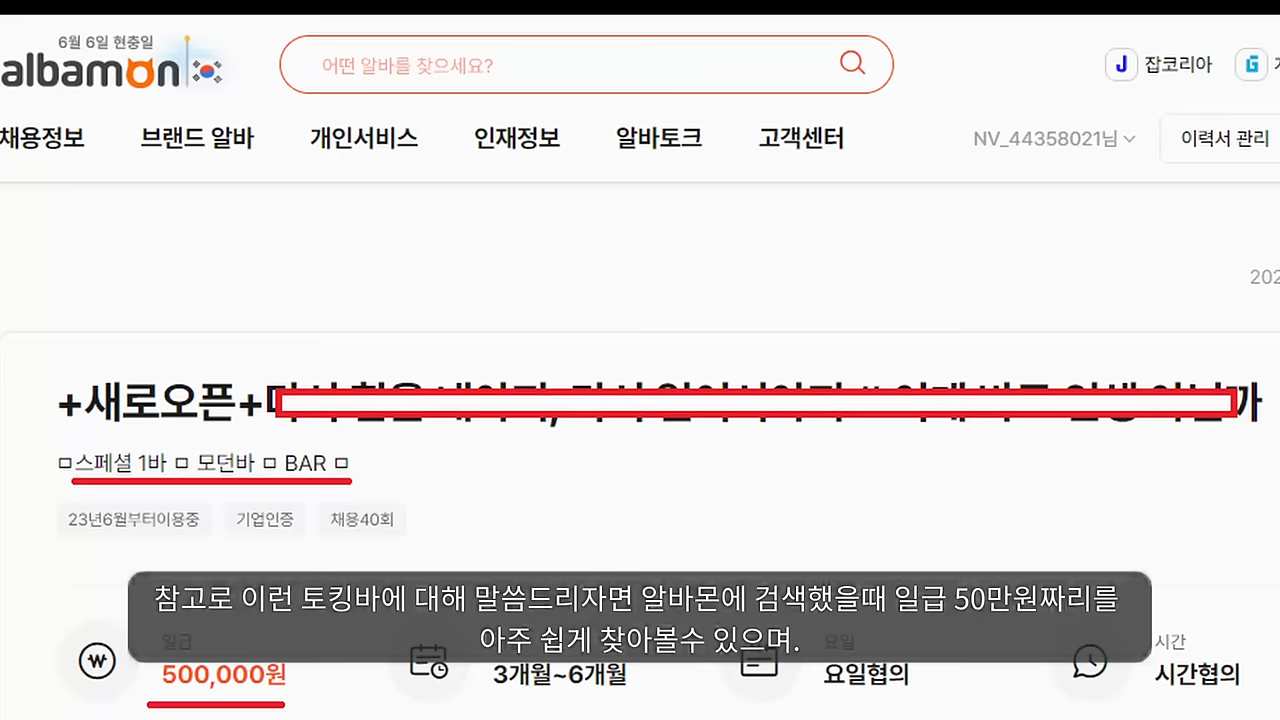 6월 6일 현충일
albamon
어떤 알바를 찾으세요?
J 잡코리아
G
채용정보 브랜드 알바 개인서비스 인재정보 알바토크 고객센터 NV_44358021님 이력서 관리
202
+새로오픈+
까
ㅁ스페셜 1바 ㅁ 모던바 ㅁ BAR ㅁ
23년6월부터이용중 기업인증 채용40회
참고로 이런 토킹바에 대해 말씀드리자면 알바몬에 검색했을때 일급 50만원짜리를
아주 쉽게 찾아볼수 있으며.
일급 요일 시간
500,000원 3개월~6개월 요일협의 시간협의